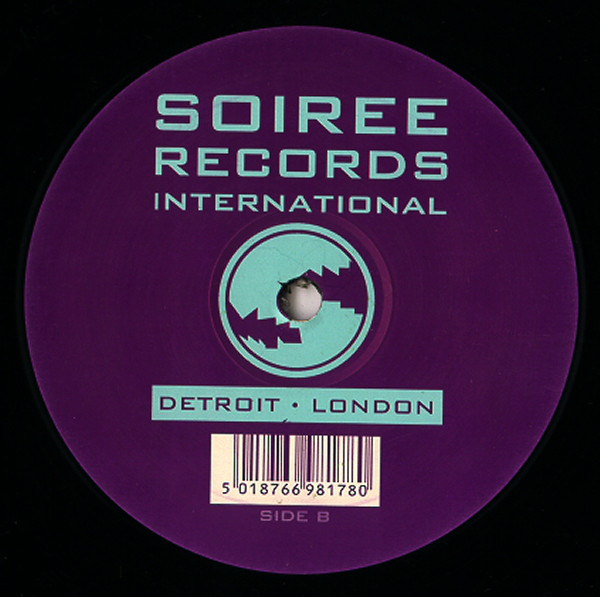 SOIREE
RECORDS
INTERNATIONAL
DETROIT • LONDON
5 018766 981780
SIDE B